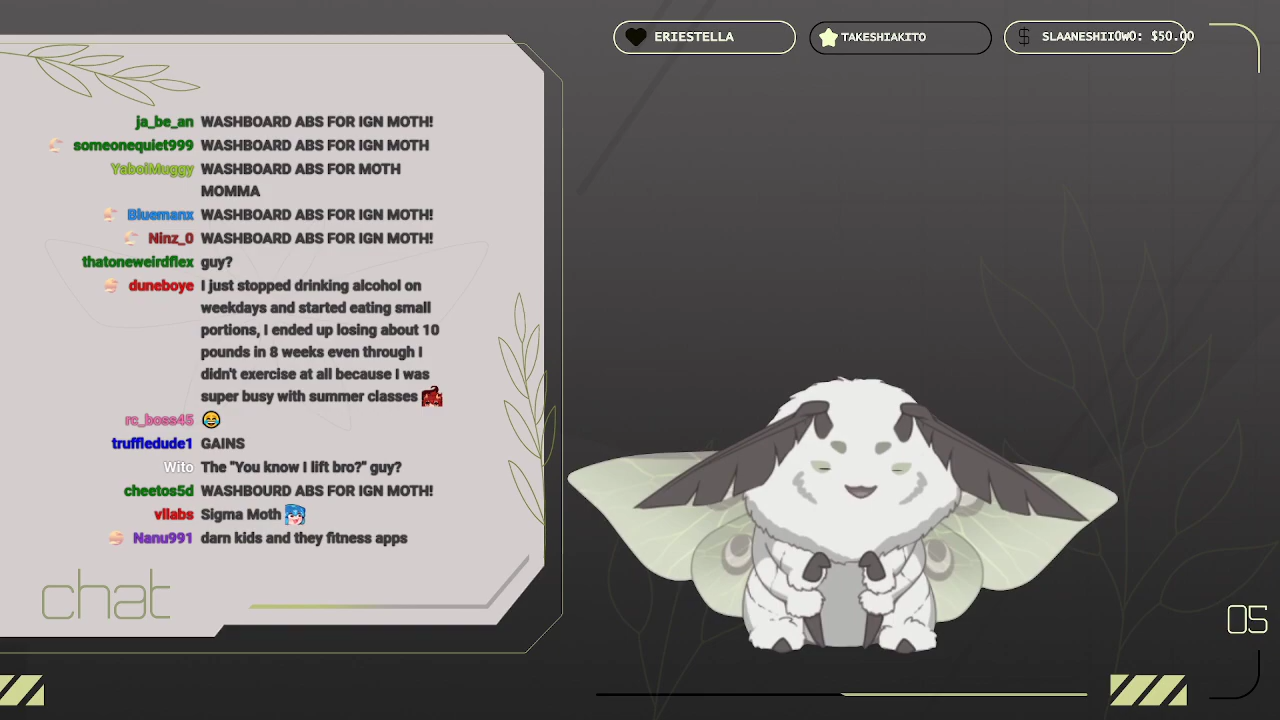 ERIESTELLA
TAKESHIAKITO
SLAANESHII0W0: $50.00
ja_be_an WASHBOARD ABS FOR IGN MOTH!
someonequiet999 WASHBOARD ABS FOR IGN MOTH
YaboiMuggy WASHBOARD ABS FOR MOTH
MOMMA
Bluemanx WASHBOARD ABS FOR IGN MOTH!
Ninz_0 WASHBOARD ABS FOR IGN MOTH!
thatoneweirdflex guy?
duneboye I just stopped drinking alcohol on
weekdays and started eating small
portions, I ended up losing about 10
pounds in 8 weeks even through I
didn't exercise at all because I was
super busy with summer classes
rc_boss45 😂
truffledude1 GAINS
Wito The "You know I lift bro?" guy?
cheetos5d WASHBOURD ABS FOR IGN MOTH!
vllabs Sigma Moth
Nanu991 darn kids and they fitness apps
chat
05